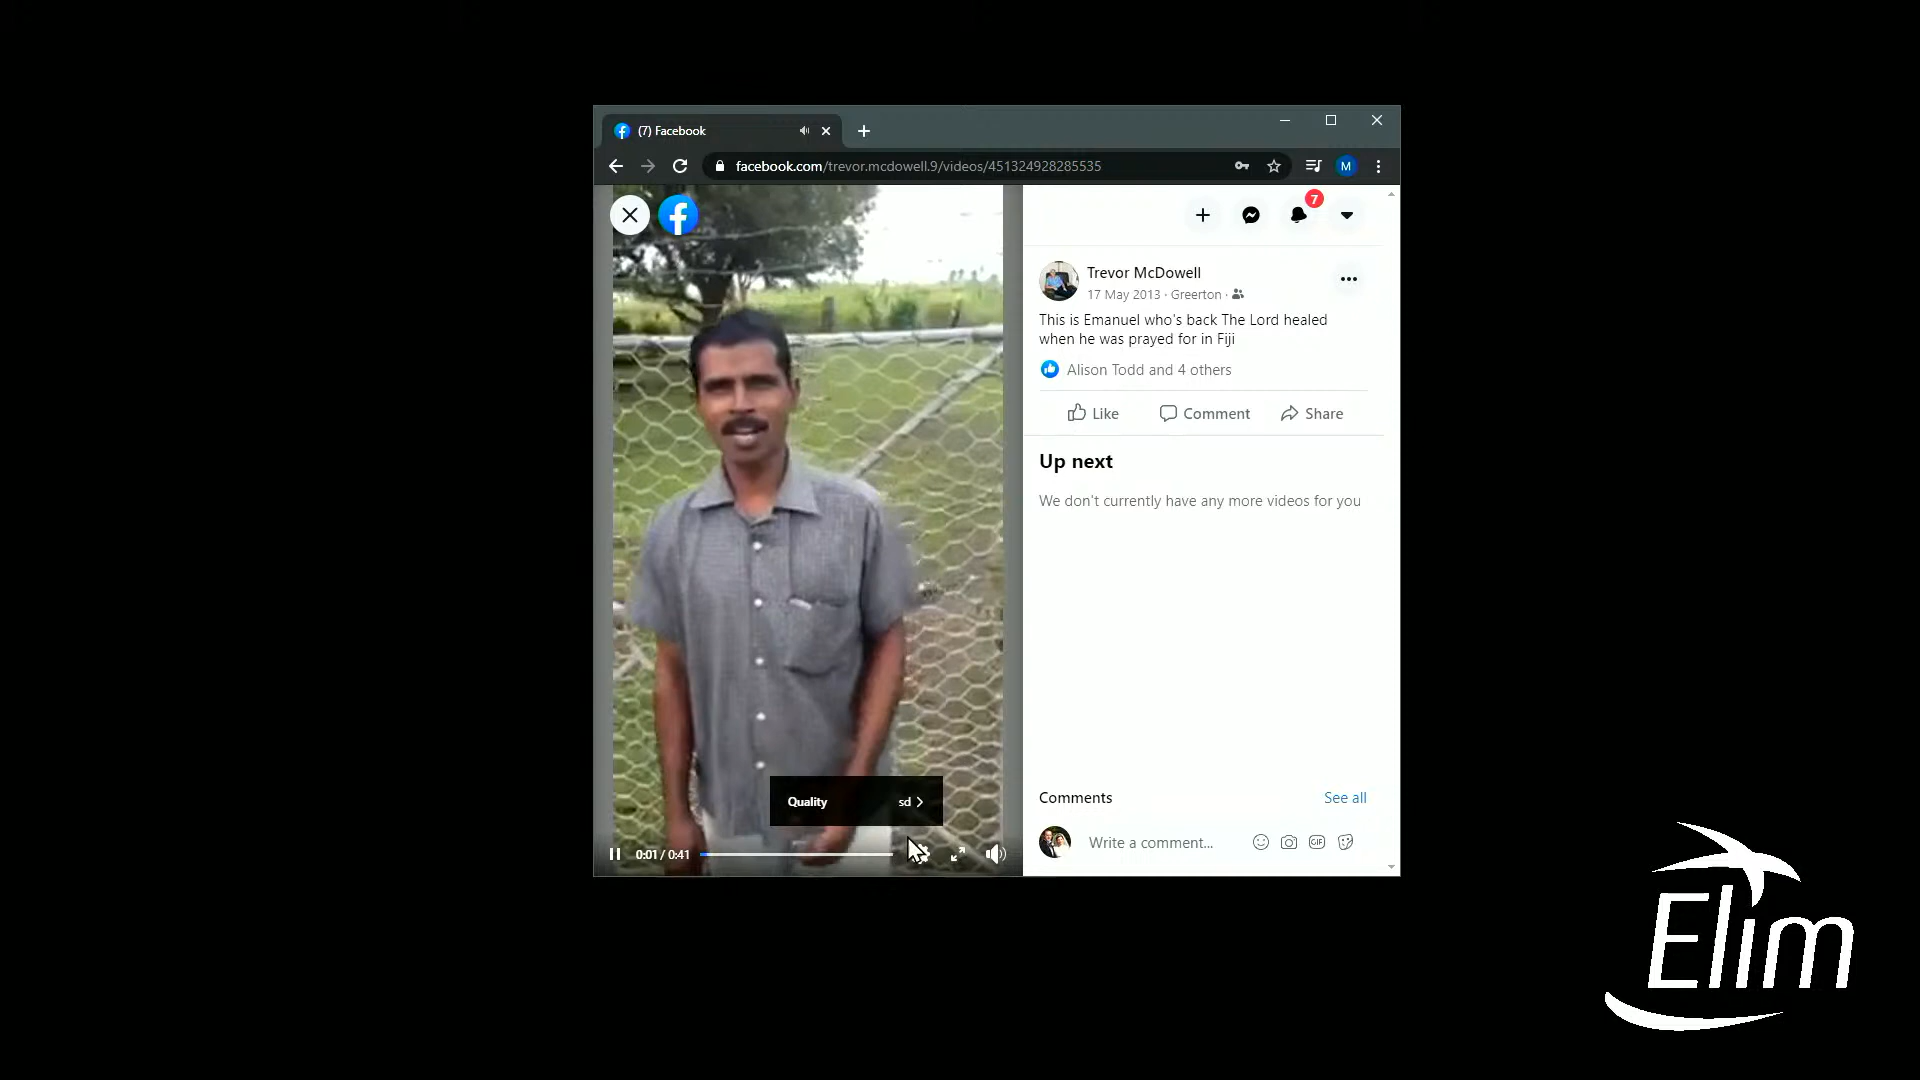 (7) Facebook
facebook.com/trevor.mcdowell.9/videos/451324928285535
M
7
Trevor McDowell
17 May 2013 · Greerton ·
This is Emanuel who's back The Lord healed
when he was prayed for in Fiji
Alison Todd and 4 others
Like Comment Share
Up next
We don't currently have any more videos for you
Quality sd
0:01 / 0:41
Comments See all
Write a comment...
GIF
Elim